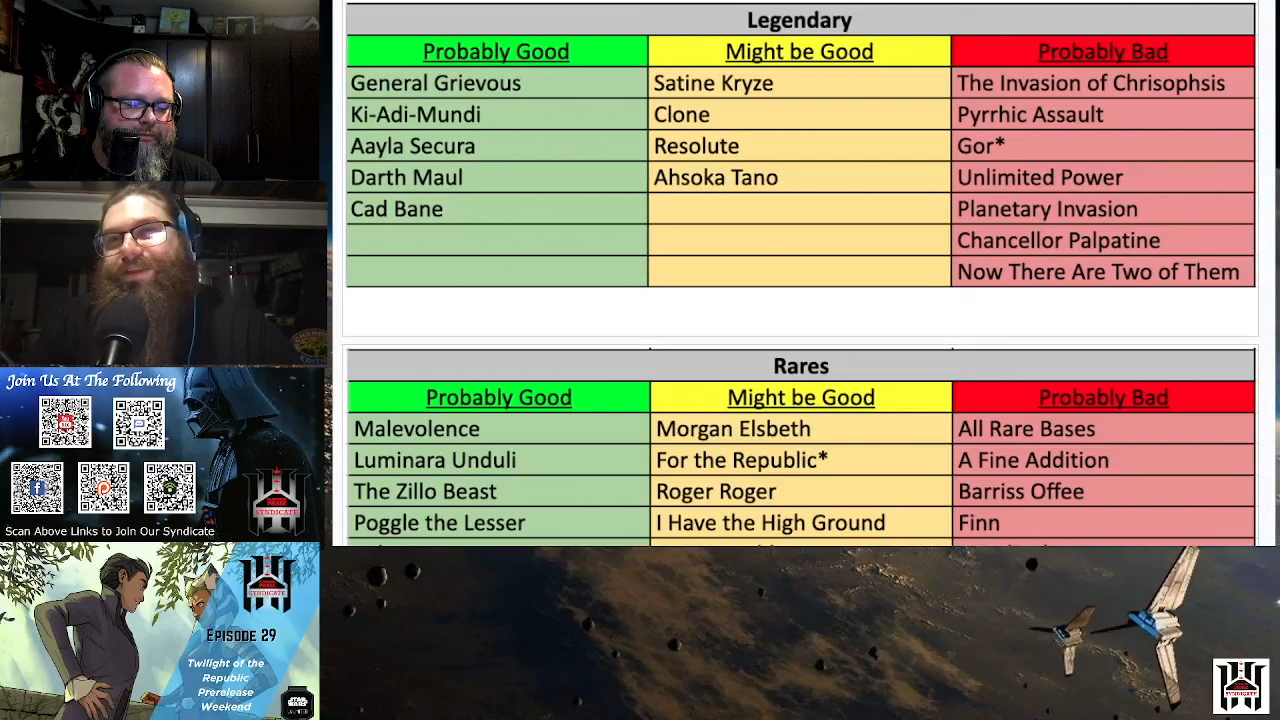 Legendary
Probably Good Might be Good Probably Bad
General Grievous Satine Kryze The Invasion of Chrisophsis
Ki-Adi-Mundi Clone Pyrrhic Assault
Aayla Secura Resolute Gor*
Darth Maul Ahsoka Tano Unlimited Power
Cad Bane Planetary Invasion
Chancellor Palpatine
Now There Are Two of Them
Rares
Probably Good Might be Good Probably Bad
Malevolence Morgan Elsbeth All Rare Bases
Luminara Unduli For the Republic* A Fine Addition
The Zillo Beast Roger Roger Barriss Offee
Poggle the Lesser I Have the High Ground Finn
Join Us At The Following
SYNDICATE
Scan Above Links to Join Our Syndicate
SYNDICATE
Episode 29
Twilight of the
Republic
Prerelease
Weekend
STAR
WARS
UNLIMITED